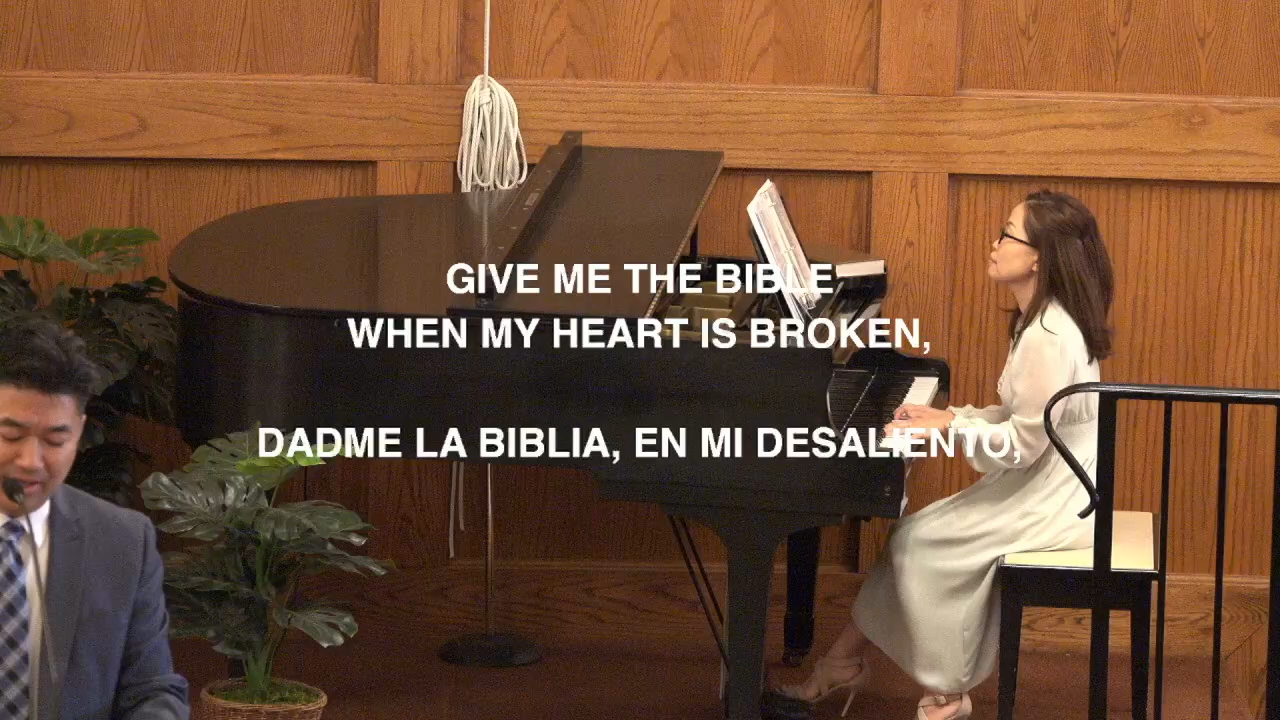 GIVE ME THE BIBLE
WHEN MY HEART IS BROKEN,
DADME LA BIBLIA, EN MI DESALIENTO,